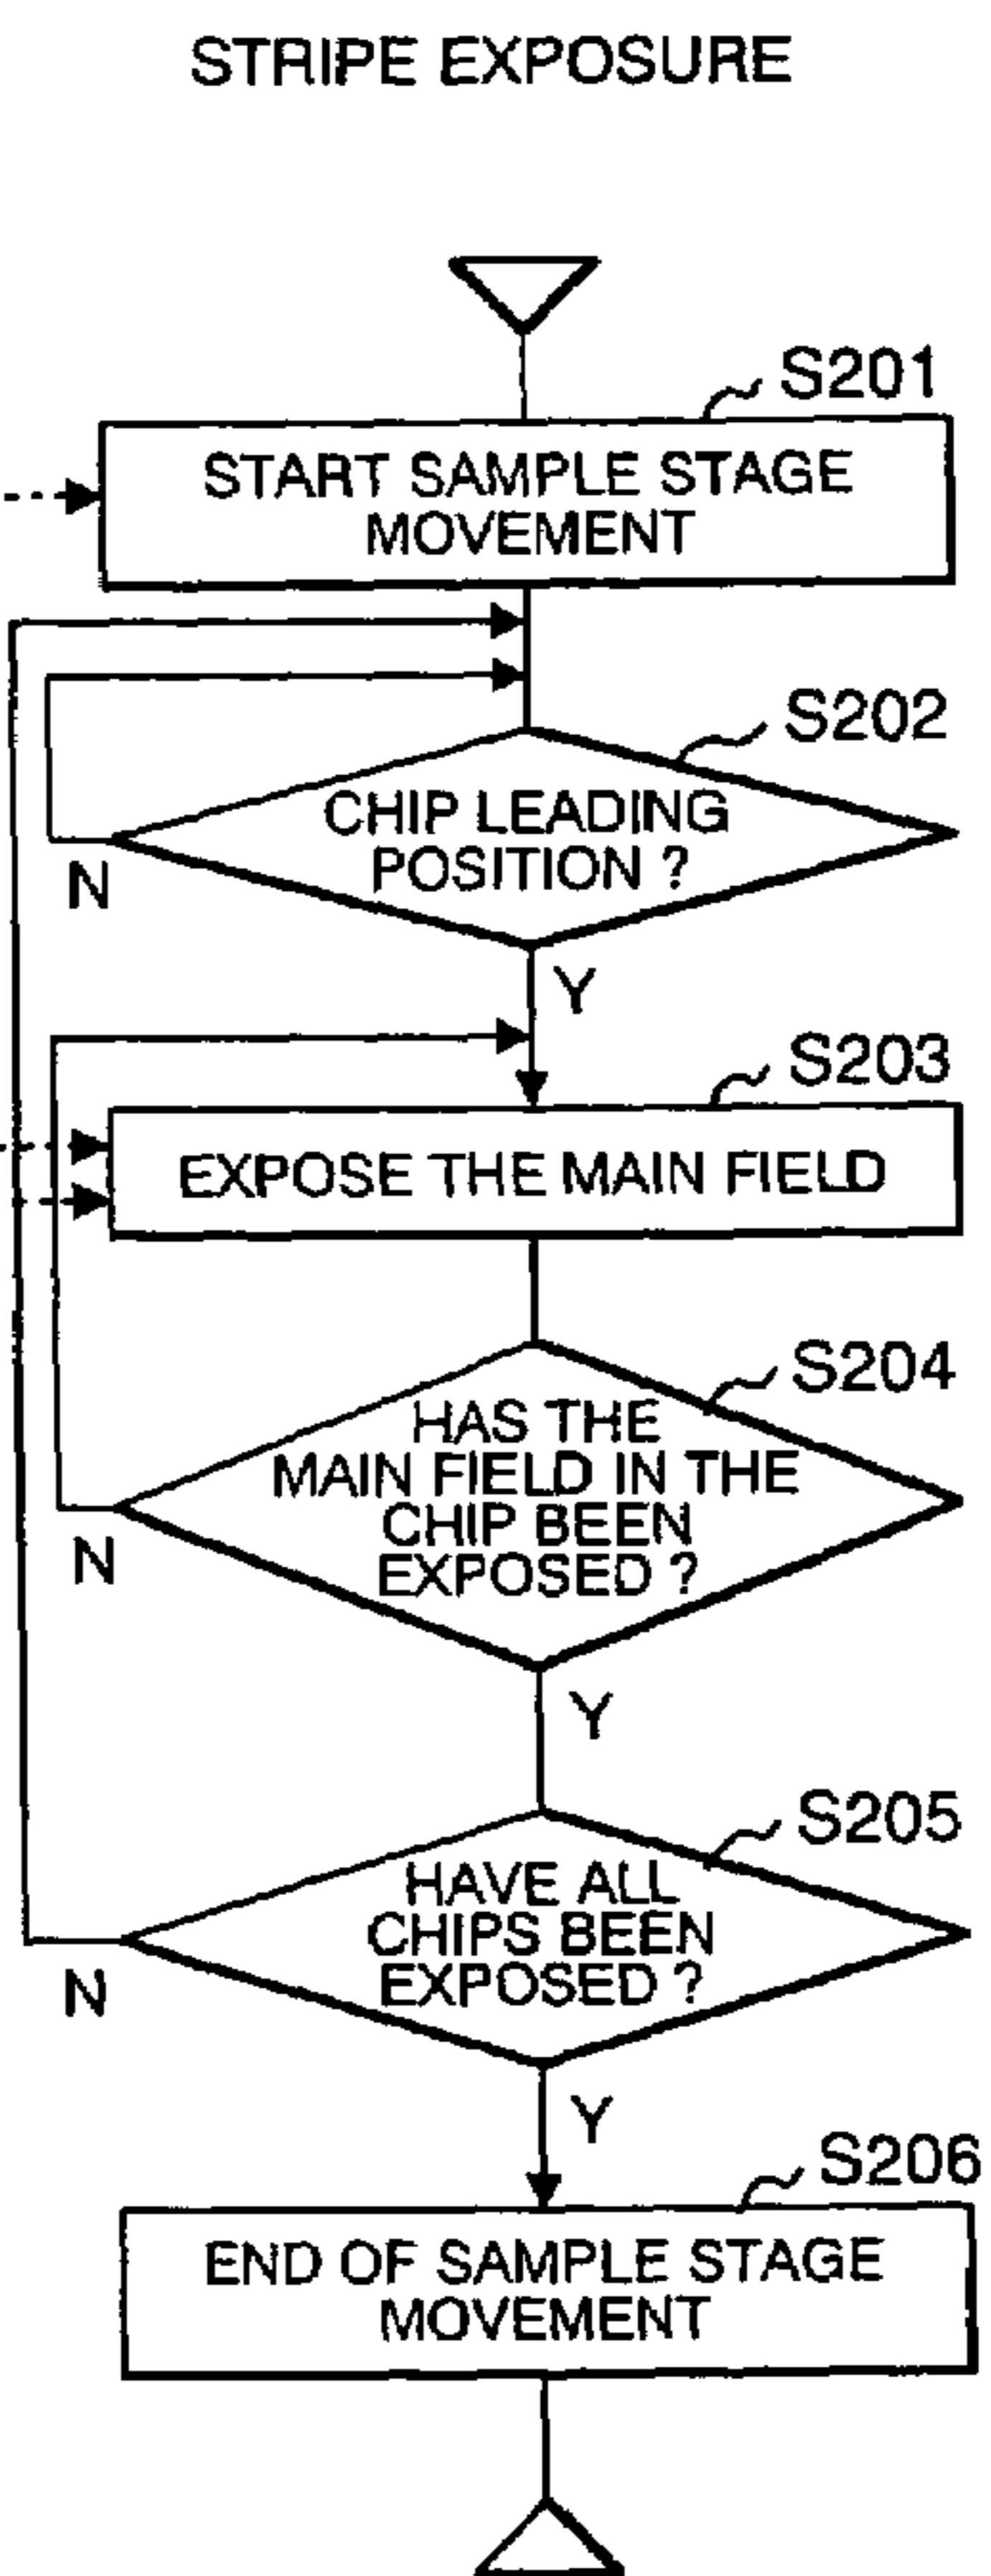 STRIPE EXPOSURE
S201
START SAMPLE STAGE
MOVEMENT
S202
CHIP LEADING
POSITION ?
N
Y
S203
EXPOSE THE MAIN FIELD
S204
HAS THE
MAIN FIELD IN THE
CHIP BEEN
EXPOSED ?
N
Y
S205
HAVE ALL
CHIPS BEEN
EXPOSED ?
N
Y
S206
END OF SAMPLE STAGE
MOVEMENT